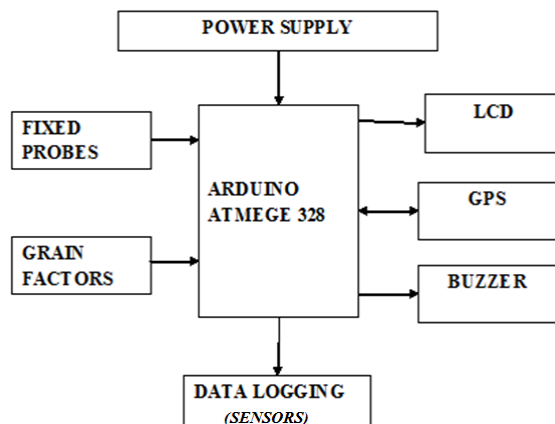 POWER SUPPLY
FIXED
PROBES
GRAIN
FACTORS
ARDUINO
ATMEGE 328
LCD
GPS
BUZZER
DATA LOGGING
(SENSORS)